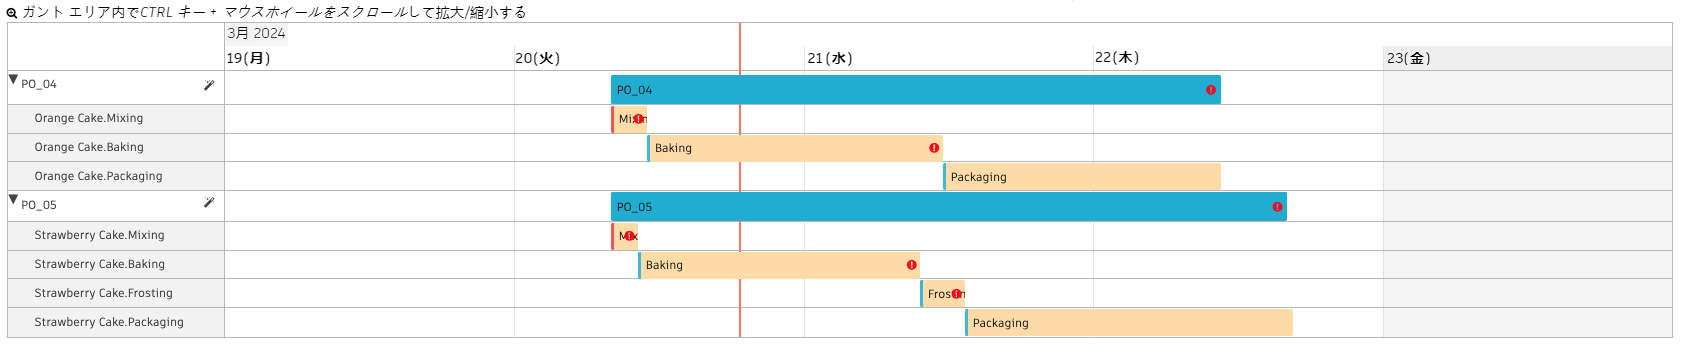 ガント エリア内でCTRL キー + マウスホイールをスクロールして拡大/縮小する
3月 2024
19(月) 20(火) 21(水) 22(木) 23(金)
PO_04 PO_04
Orange Cake.Mixing
Orange Cake.Baking Baking
Orange Cake.Packaging Packaging
PO_05 PO_05
Strawberry Cake.Mixing
Strawberry Cake.Baking Baking
Strawberry Cake.Frosting
Strawberry Cake.Packaging Packaging